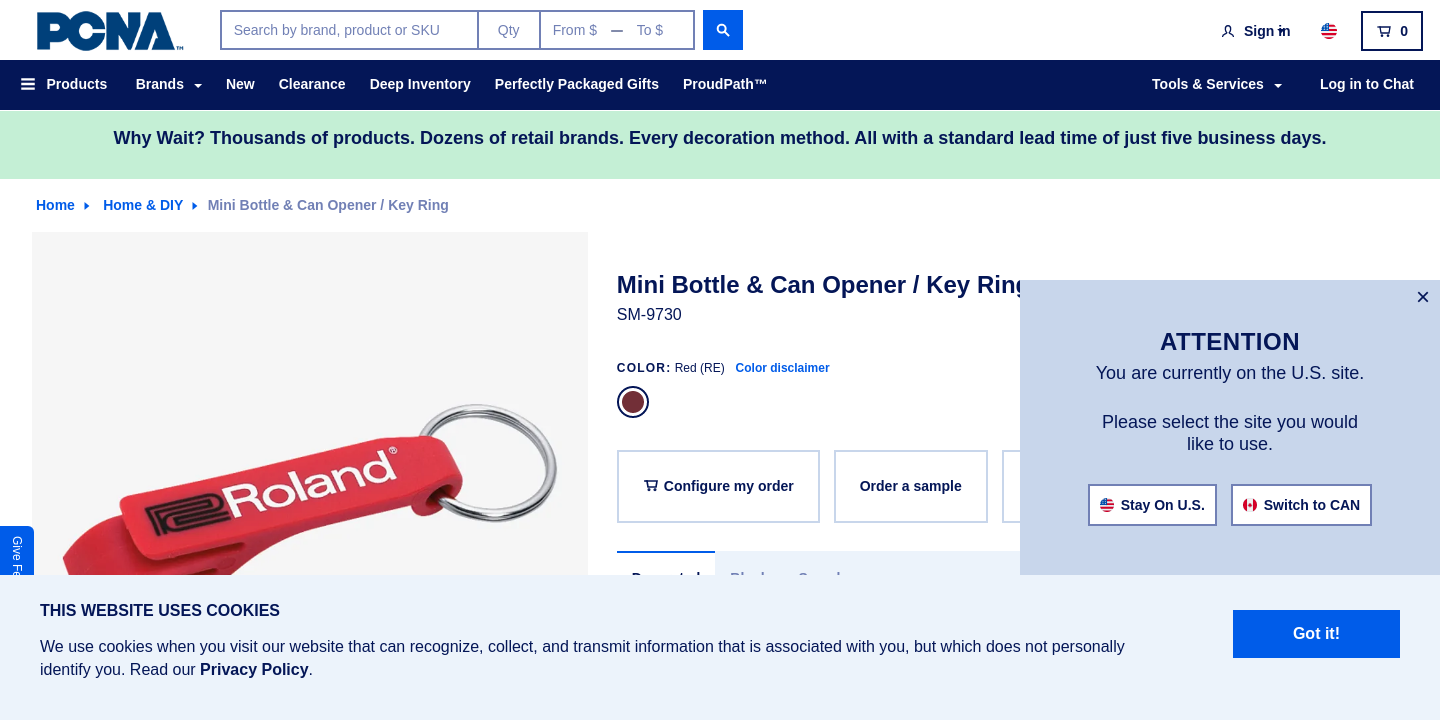 PCNA™
Search by brand, product or SKU
Qty
From $ — To $
Sign in
0
Products
Brands
New
Clearance
Deep Inventory
Perfectly Packaged Gifts
ProudPath™
Tools & Services
Log in to Chat
Why Wait? Thousands of products. Dozens of retail brands. Every decoration method. All with a standard lead time of just five business days.
Home
Home & DIY
Mini Bottle & Can Opener / Key Ring
Roland®
Mini Bottle & Can Opener / Key Ring
SM-9730
COLOR: Red (RE) Color disclaimer
Configure my order
Order a sample
×
ATTENTION
You are currently on the U.S. site.
Please select the site you would
like to use.
Stay On U.S.
Switch to CAN
Give
THIS WEBSITE USES COOKIES
We use cookies when you visit our website that can recognize, collect, and transmit information that is associated with you, but which does not personally
identify you. Read our Privacy Policy.
Got it!